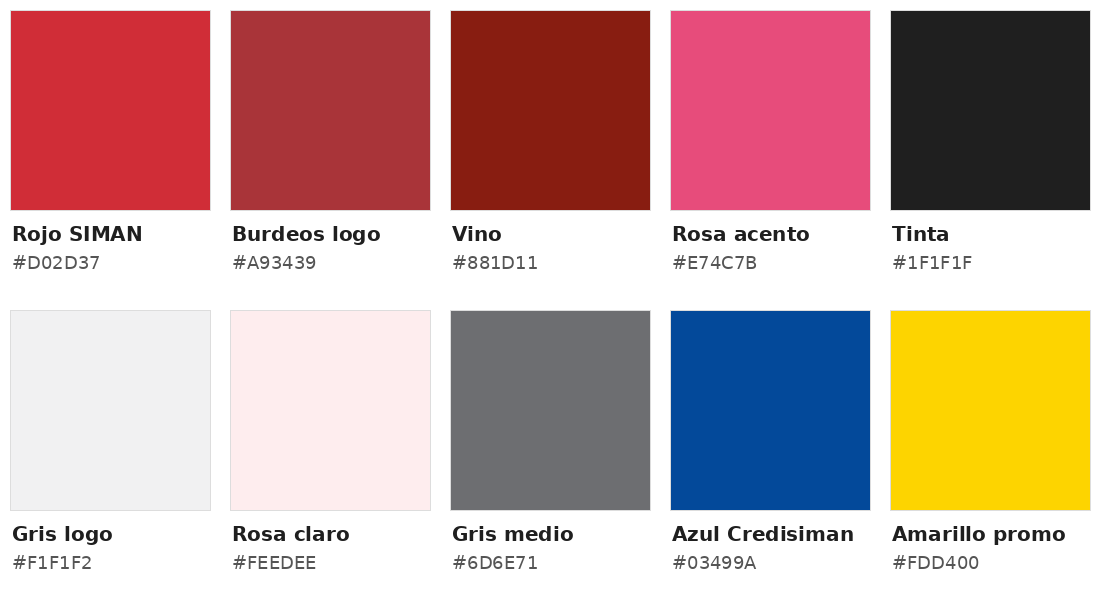 Rojo SIMAN
#D02D37
Burdeos logo
#A93439
Vino
#881D11
Rosa acento
#E74C7B
Tinta
#1F1F1F
Gris logo
#F1F1F2
Rosa claro
#FEEDEE
Gris medio
#6D6E71
Azul Credisiman
#03499A
Amarillo promo
#FDD400